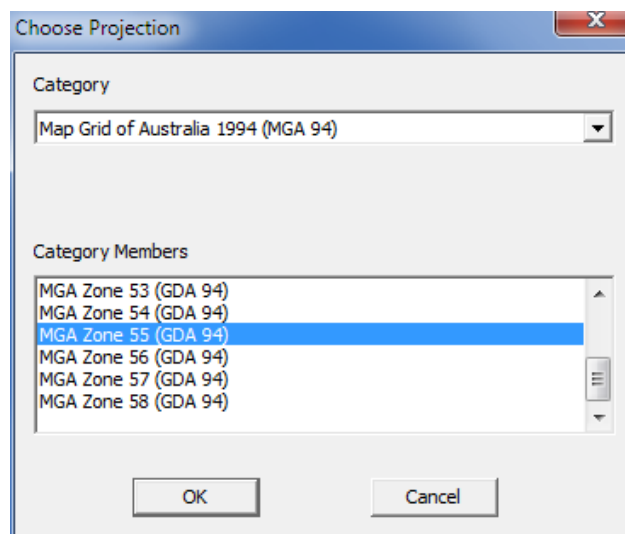 Choose Projection
Category
Map Grid of Australia 1994 (MGA 94)
Category Members
MGA Zone 53 (GDA 94)
MGA Zone 54 (GDA 94)
MGA Zone 55 (GDA 94)
MGA Zone 56 (GDA 94)
MGA Zone 57 (GDA 94)
MGA Zone 58 (GDA 94)
OK Cancel